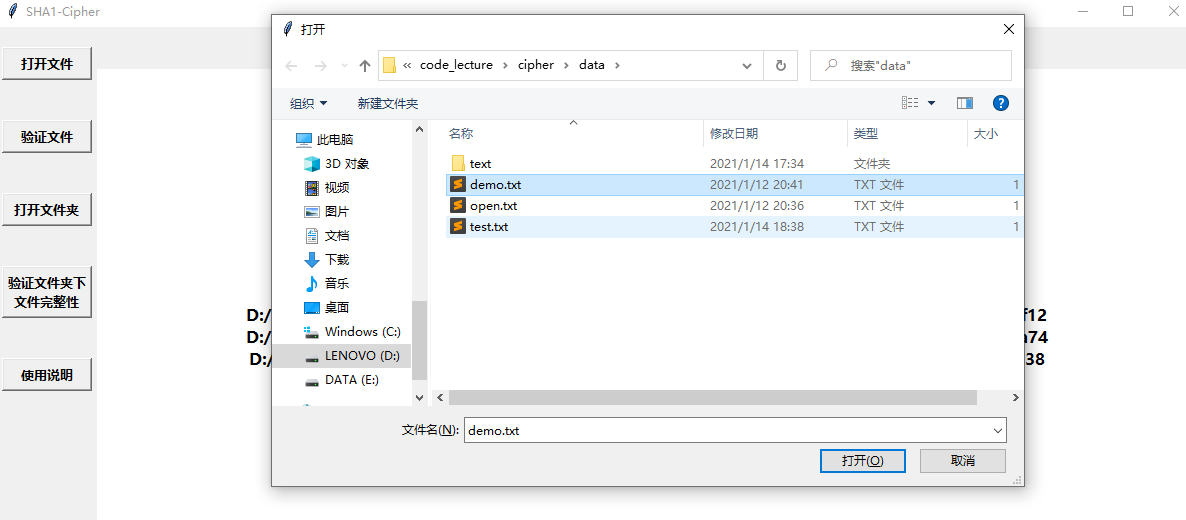 SHA1-Cipher
打开文件
验证文件
打开文件夹
验证文件夹下
文件完整性
使用说明
打开
« code_lecture › cipher › data ›
搜索"data"
组织 新建文件夹
此电脑
3D 对象
视频
图片
文档
下载
音乐
桌面
Windows (C:)
LENOVO (D:)
DATA (E:)
名称 修改日期 类型 大小
text 2021/1/14 17:34 文件夹
demo.txt 2021/1/12 20:41 TXT 文件 1
open.txt 2021/1/12 20:36 TXT 文件 1
test.txt 2021/1/14 18:38 TXT 文件 1
文件名(N): demo.txt
打开(O) 取消
D:/ f12
D:/ a74
D:/ 38